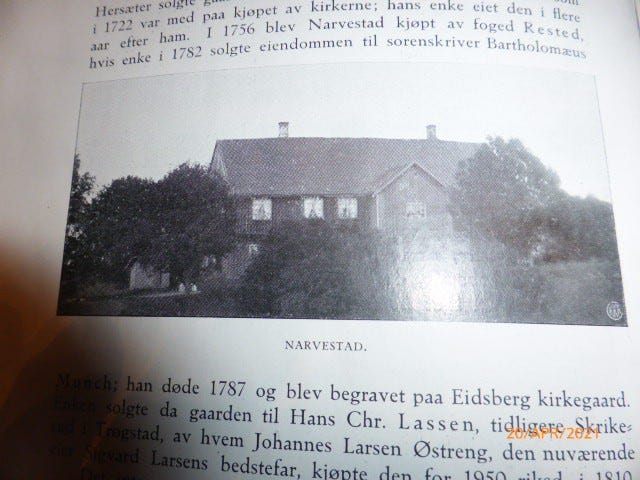 Hersæter solgte
i 1722 var med paa kjøpet av kirkerne; hans enke eiet den i flere
aar efter ham. I 1756 blev Narvestad kjøpt av foged Rested,
hvis enke i 1782 solgte eiendommen til sorenskriver Bartholomæus
NARVESTAD.
Munch; han døde 1787 og blev begravet paa Eidsberg kirkegaard.
Enken solgte da gaarden til Hans Chr. Lassen, tidligere Skrike-
rud i Trøgstad, av hvem Johannes Larsen Østreng, den nuværende
eier Sigvard Larsens bedstefar, kjøpte den for 1950 riksd. i 1810
20/APR/2021